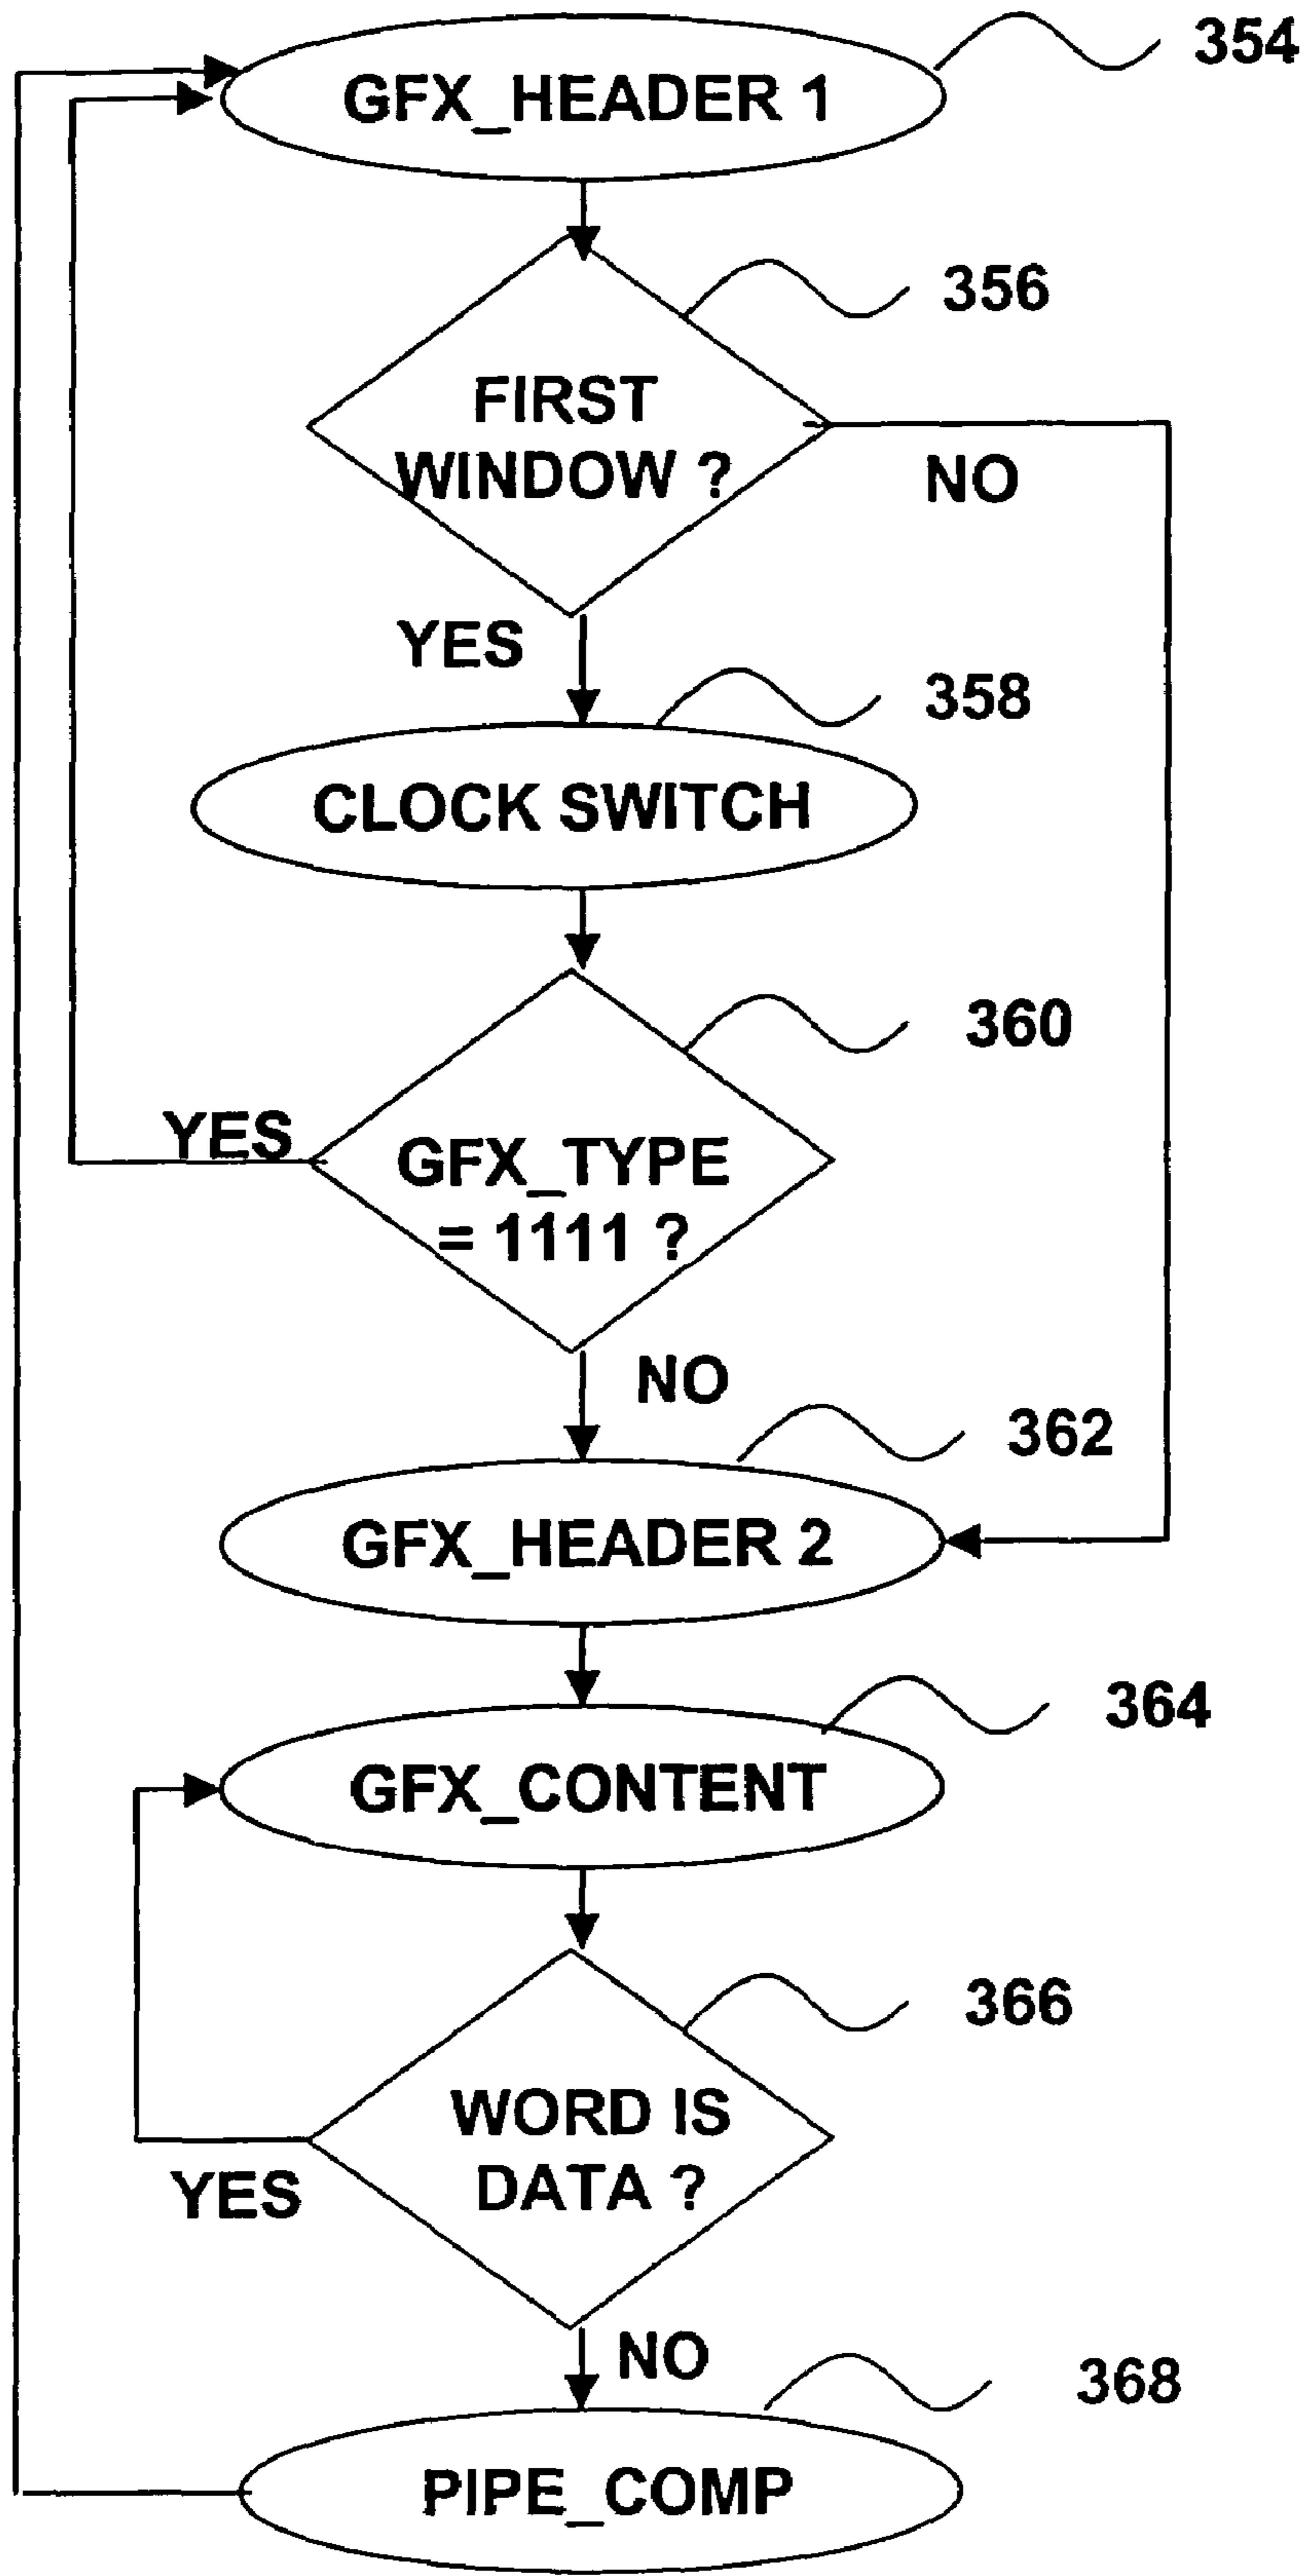 354
GFX_HEADER 1
356
FIRST
WINDOW ?
NO
YES
358
CLOCK SWITCH
360
YES
GFX_TYPE
= 1111 ?
NO
362
GFX_HEADER 2
364
GFX_CONTENT
366
WORD IS
DATA ?
YES
NO
368
PIPE_COMP